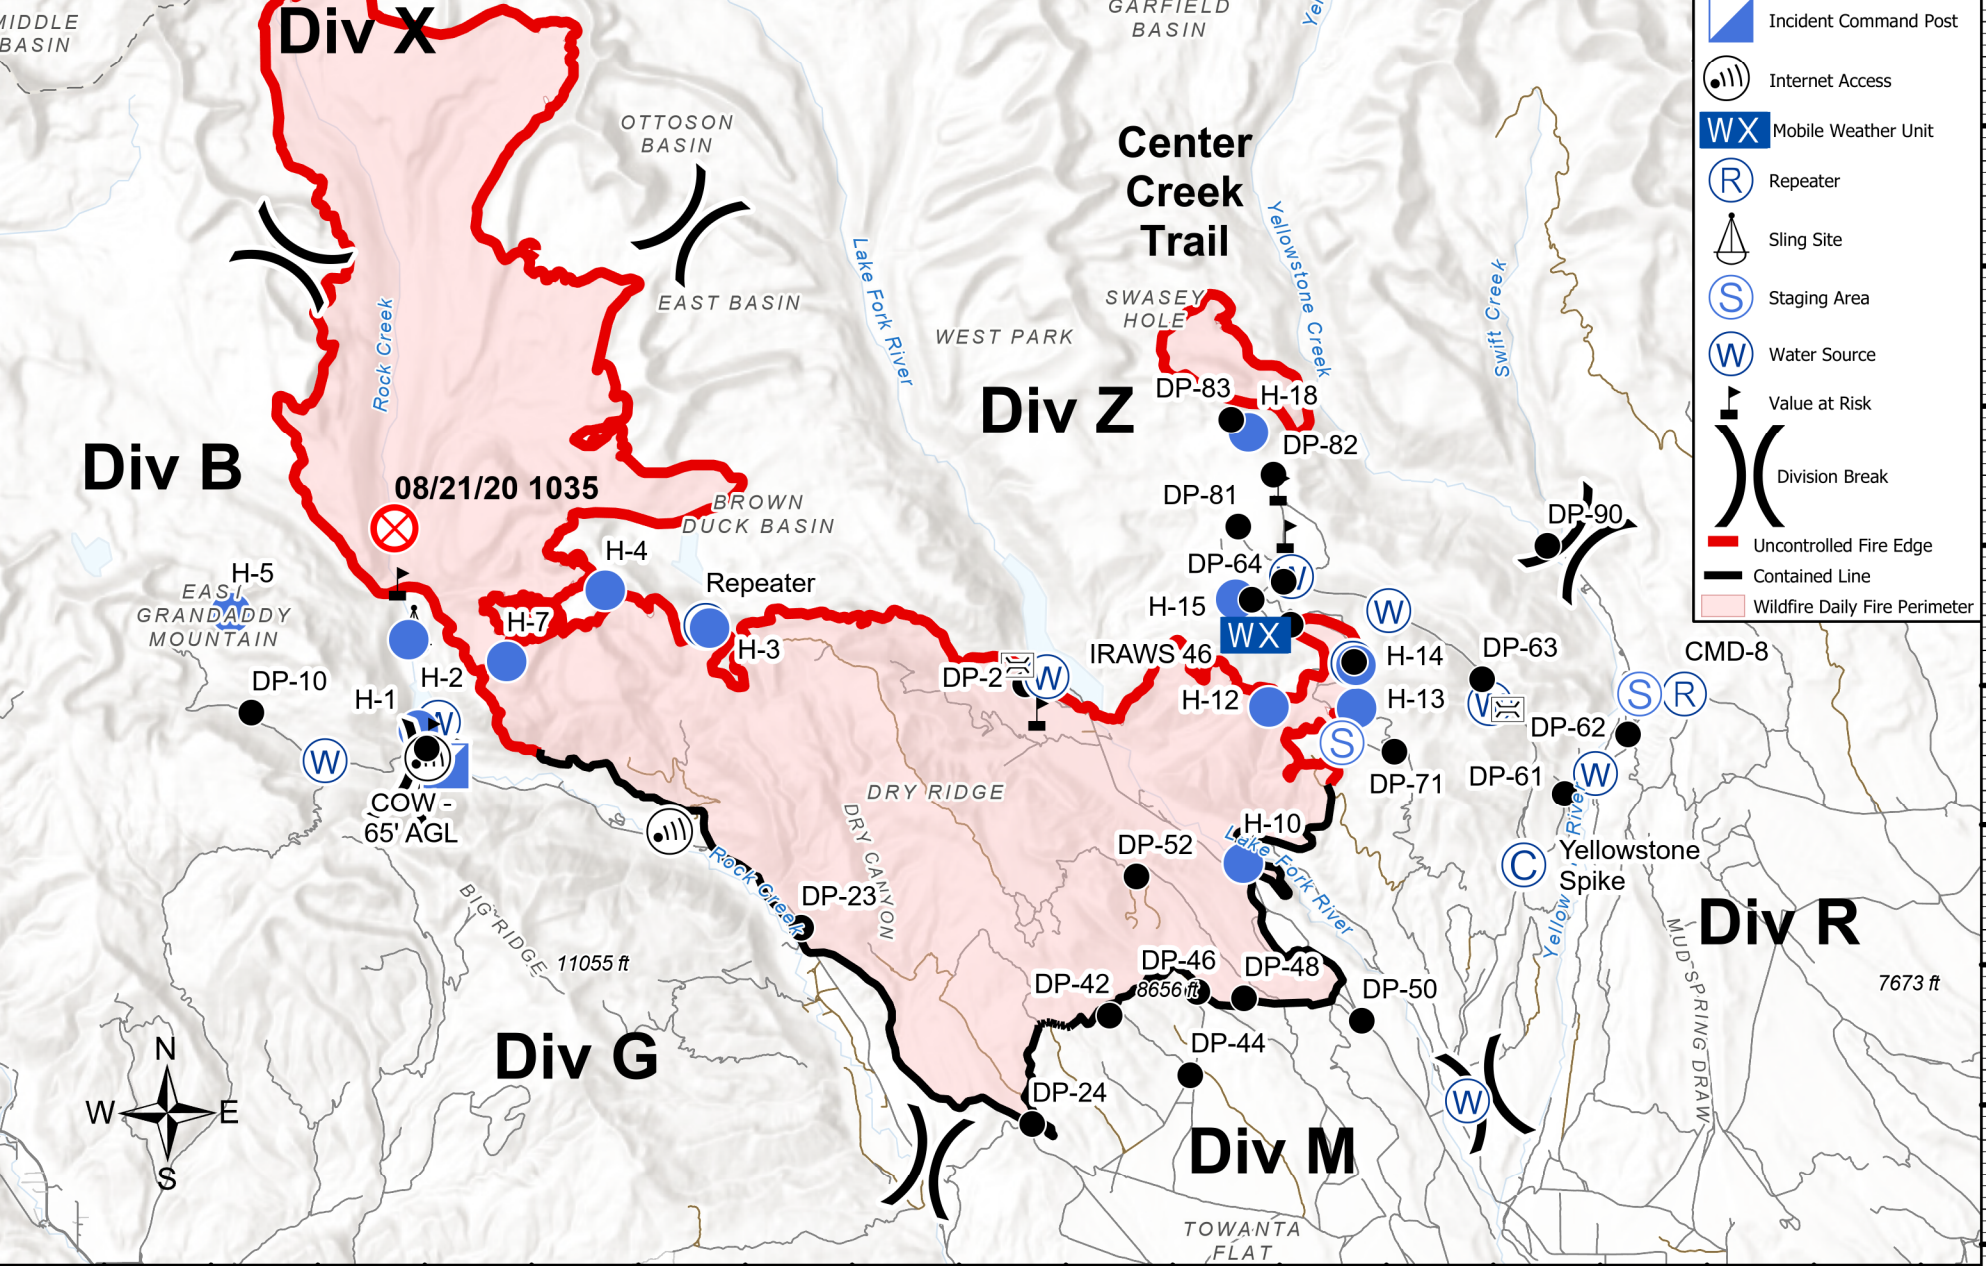 MIDDLE
BASIN
Div X
GARFIELD
BASIN
Yel
OTTOSON
BASIN
Center
Creek
Trail
Yellowstone Creek
Lake Fork River
Swift Creek
EAST BASIN
SWASEY
HOLE
WEST PARK
Rock Creek
DP-83
H-18
Div Z
DP-82
Div B
08/21/20 1035
BROWN
DUCK BASIN
DP-81
DP-90
H-4
DP-64
W
H-5
EAST
GRANDADDY
MOUNTAIN
Repeater
H-15
W
H-7
WX
H-3
IRAWS 46
H-14
DP-63
CMD-8
DP-2
W
H-2
DP-10
H-1
H-12
H-13
W
S
R
W
DP-62
S
W
DP-71
DP-61
W
COW -
65' AGL
DRY RIDGE
DRY CANYON
H-10
Lake Fork River
DP-52
Rock Creek
C
Yellowstone
Spike
Yellow
River
DP-23
BIG RIDGE
11055 ft
Div R
MUD SPRING DRAW
7673 ft
DP-46
8656 ft
DP-48
DP-42
DP-50
Div G
DP-44
N
W
E
S
DP-24
W
Div M
TOWANTA
FLAT
Incident Command Post
Internet Access
WX
Mobile Weather Unit
R
Repeater
Sling Site
S
Staging Area
W
Water Source
Value at Risk
Division Break
Uncontrolled Fire Edge
Contained Line
Wildfire Daily Fire Perimeter